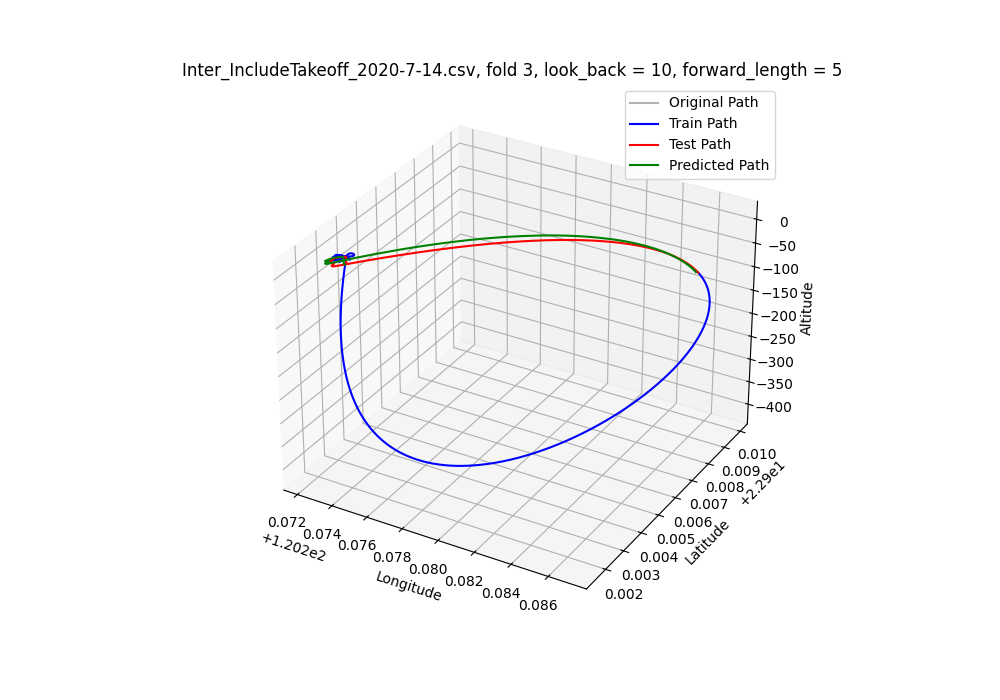 Inter_IncludeTakeoff_2020-7-14.csv, fold 3, look_back = 10, forward_length = 5
Original Path
Train Path
Test Path
Predicted Path
0
−50
−100
−150
−200
−250
−300
−350
−400
Altitude
0.010
0.009
0.008
0.007
0.006
0.005
0.004
0.003
0.002
+2.29e1
Latitude
0.072
0.074
0.076
0.078
0.080
0.082
0.084
0.086
+1.202e2
Longitude